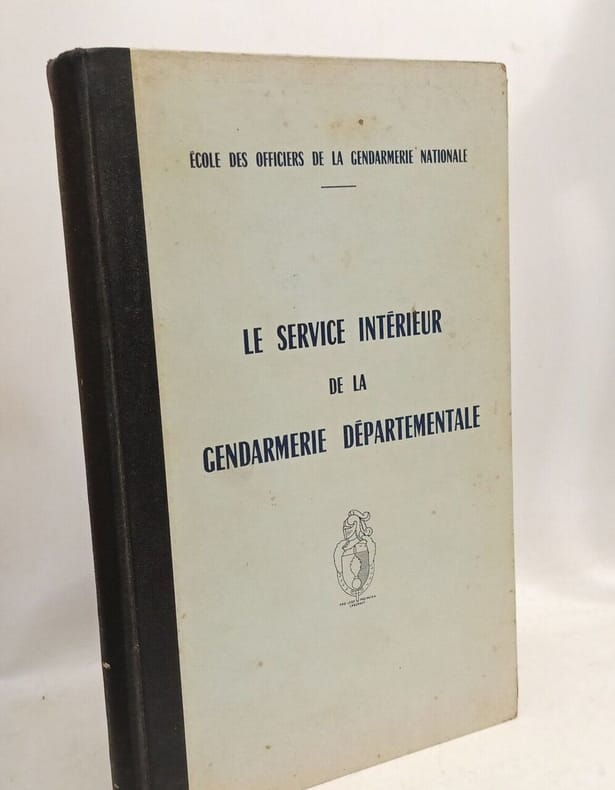 ÉCOLE DES OFFICIERS DE LA GENDARMERIE NATIONALE
LE SERVICE INTÉRIEUR
DE LA
GENDARMERIE DÉPARTEMENTALE